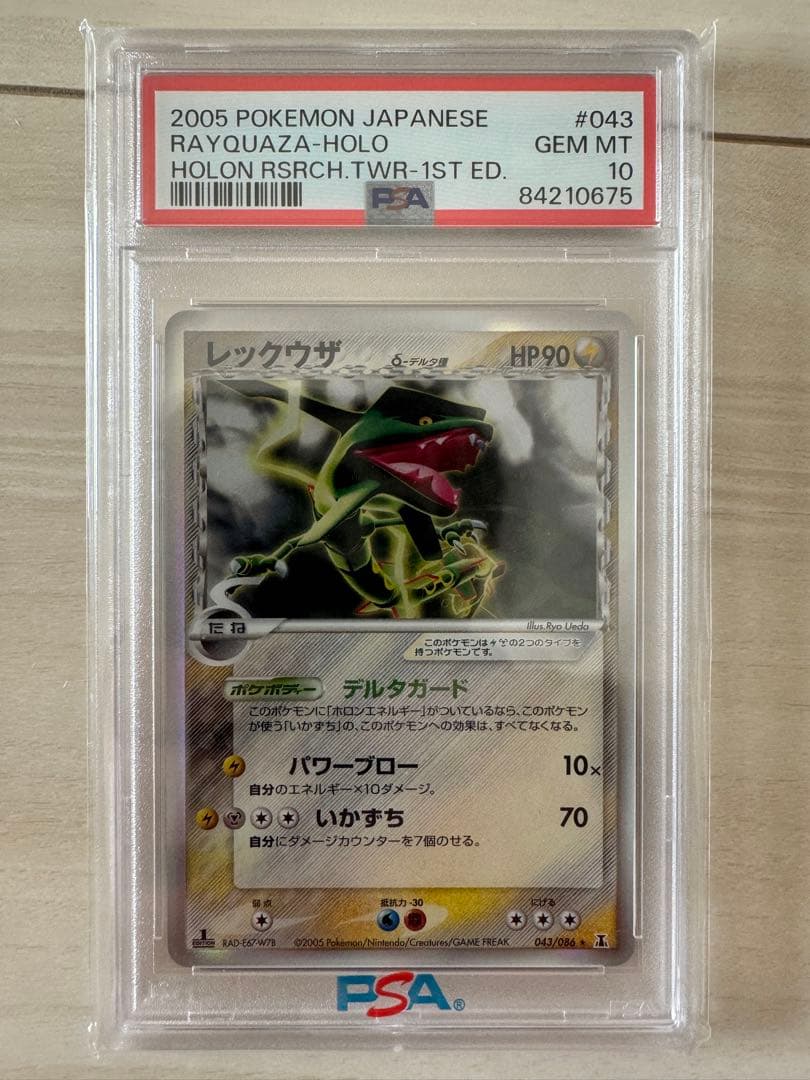 2005 POKEMON JAPANESE #043
RAYQUAZA-HOLO GEM MT
HOLON RSRCH.TWR-1ST ED. 10
PSA 84210675
レックウザ δ-デルタ種 HP90
Illus.Ryo Ueda
たね
このポケモンは の2つのタイプを
持つポケモンです。
ポケボディー デルタガード
このポケモンに「ホロンエネルギー」がついているなら、このポケモン
が使う「いかずち」の、このポケモンへの効果は、すべてなくなる。
パワーブロー 10×
自分のエネルギー×10ダメージ。
いかずち 70
自分にダメージカウンターを7個のせる。
弱点 抵抗力 -30 にげる
1 EDITION RAD-E67-W7B ©2005 Pokémon/Nintendo/Creatures/GAME FREAK 043/086 ★
PSA®